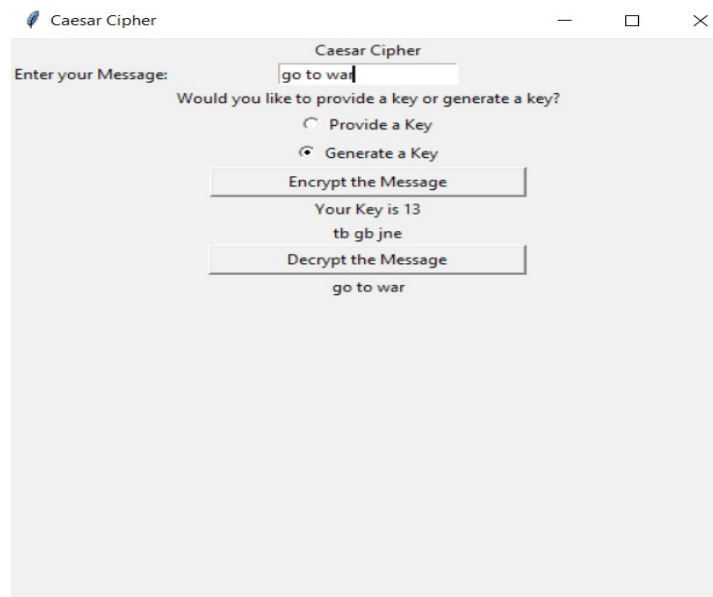 Caesar Cipher
Caesar Cipher
Enter your Message: go to war
Would you like to provide a key or generate a key?
Provide a Key
Generate a Key
Encrypt the Message
Your Key is 13
tb gb jne
Decrypt the Message
go to war